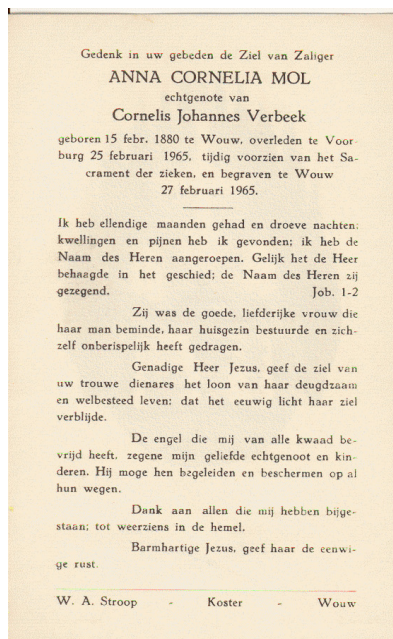 Gedenk in uw gebeden de Ziel van Zaliger
ANNA CORNELIA MOL
echtgenote van
Cornelis Johannes Verbeek
geboren 15 febr. 1880 te Wouw, overleden te Voor-
burg 25 februari 1965, tijdig voorzien van het Sa-
crament der zieken, en begraven te Wouw
27 februari 1965.
Ik heb ellendige maanden gehad en droeve nachten;
kwellingen en pijnen heb ik gevonden; ik heb de
Naam des Heren aangeroepen. Gelijk het de Heer
behaagde in het geschied; de Naam des Heren zij
gezegend. Job. 1-2
Zij was de goede, liefderijke vrouw die
haar man beminde, haar huisgezin bestuurde en zich-
zelf onberispelijk heeft gedragen.
Genadige Heer Jezus, geef de ziel van
uw trouwe dienares het loon van haar deugdzaam
en welbesteed leven; dat het eeuwig licht haar ziel
verblijde.
De engel die mij van alle kwaad be-
vrijd heeft, zegene mijn geliefde echtgenoot en kin-
deren. Hij moge hen begeleiden en beschermen op al
hun wegen.
Dank aan allen die mij hebben bijge-
staan; tot weerziens in de hemel.
Barmhartige Jezus, geef haar de eeuwi-
ge rust.
W. A. Stroop - Koster - Wouw